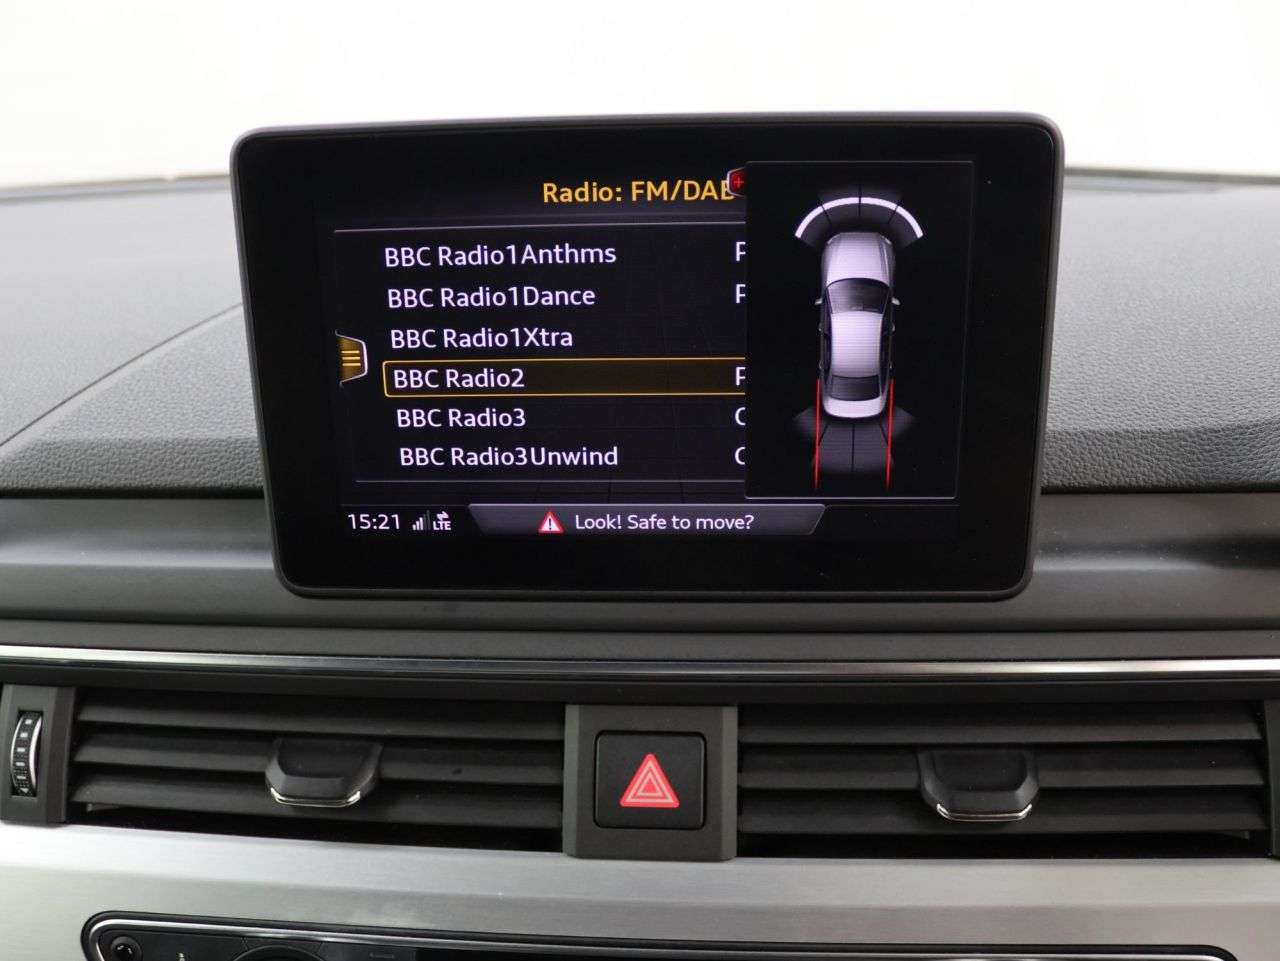 Radio: FM/DAB
BBC Radio1Anthms P
BBC Radio1Dance P
BBC Radio1Xtra
BBC Radio2 P
BBC Radio3 C
BBC Radio3Unwind C
15:21 LTE Look! Safe to move?